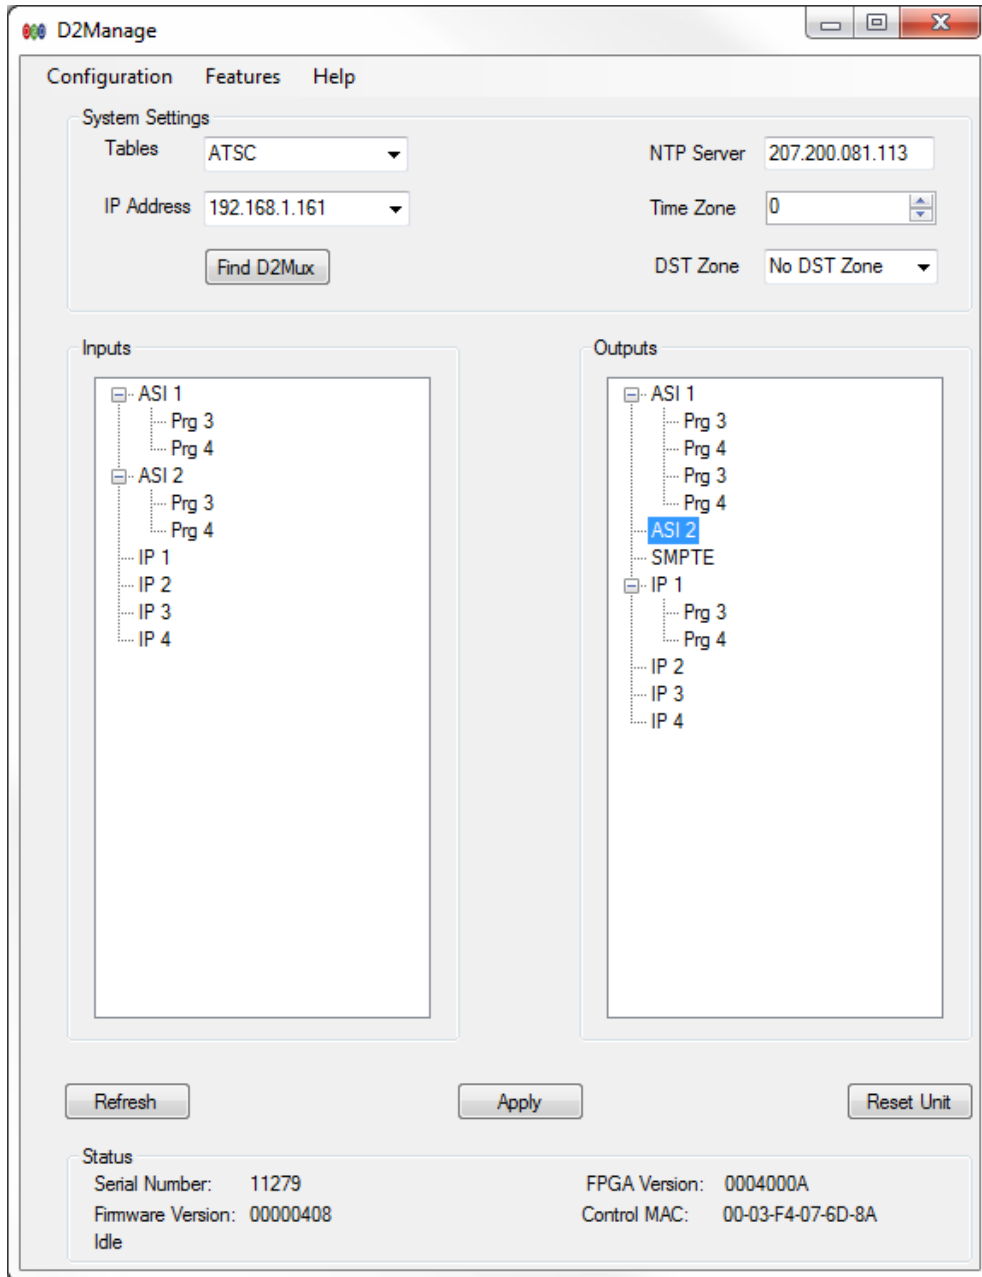 D2Manage
Configuration Features Help
System Settings
Tables ATSC
NTP Server 207.200.081.113
IP Address 192.168.1.161
Time Zone 0
Find D2Mux
DST Zone No DST Zone
Inputs
ASI 1
Prg 3
Prg 4
ASI 2
Prg 3
Prg 4
IP 1
IP 2
IP 3
IP 4
Outputs
ASI 1
Prg 3
Prg 4
Prg 3
Prg 4
ASI 2
SMPTE
IP 1
Prg 3
Prg 4
IP 2
IP 3
IP 4
Refresh Apply Reset Unit
Status
Serial Number: 11279
FPGA Version: 0004000A
Firmware Version: 00000408
Control MAC: 00-03-F4-07-6D-8A
Idle